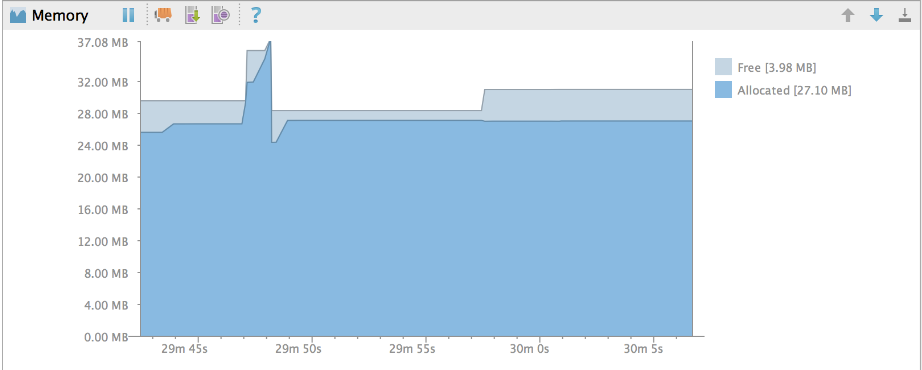 Memory
?
37.08 MB
32.00 MB
28.00 MB
24.00 MB
20.00 MB
16.00 MB
12.00 MB
8.00 MB
4.00 MB
0.00 MB
29m 45s 29m 50s 29m 55s 30m 0s 30m 5s
Free [3.98 MB]
Allocated [27.10 MB]